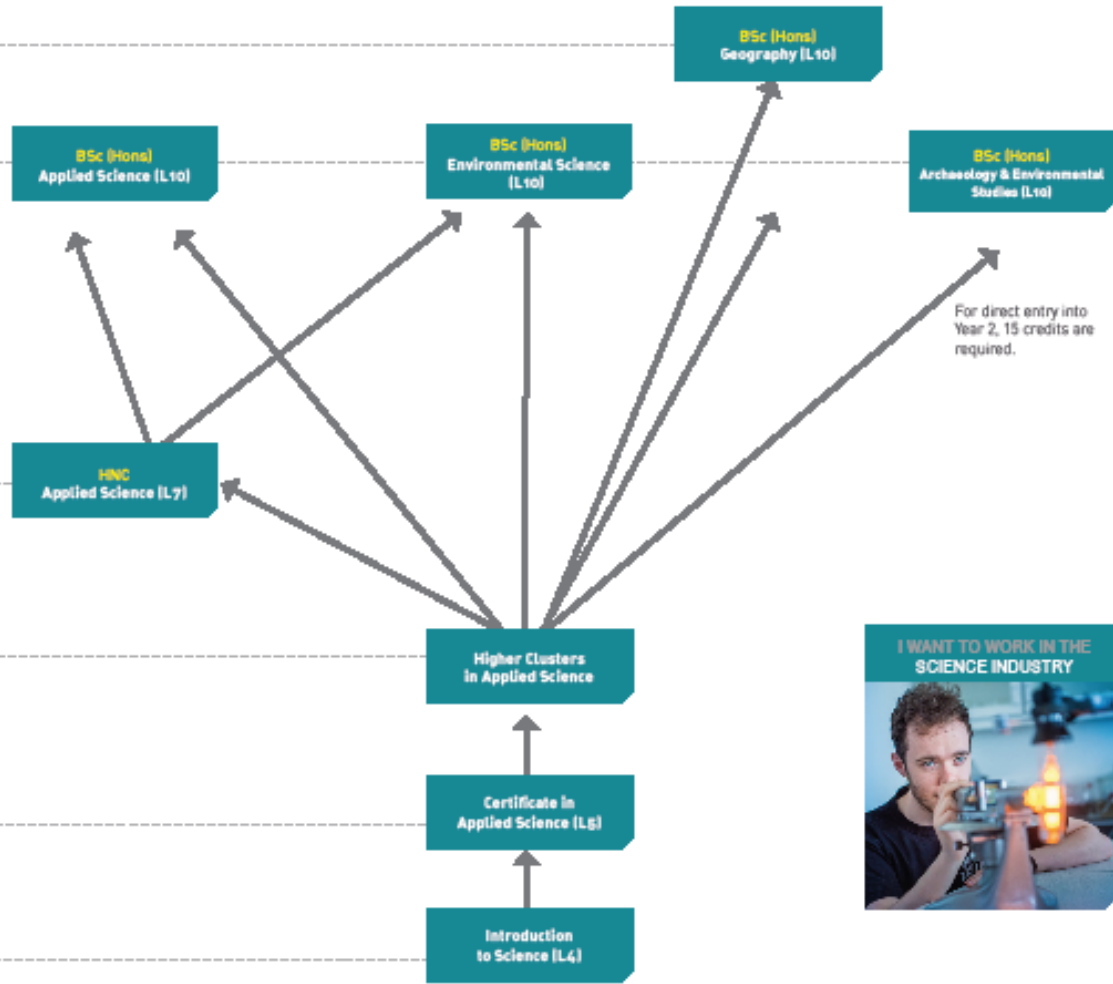 BSc (Hons)
Geography (L10)
BSc (Hons)
Applied Science (L10)
BSc (Hons)
Environmental Science
(L10)
BSc (Hons)
Archaeology & Environmental
Studies (L10)
For direct entry into
Year 2, 15 credits are
required.
HNC
Applied Science (L7)
Higher Clusters
in Applied Science
I WANT TO WORK IN THE
SCIENCE INDUSTRY
Certificate in
Applied Science (L5)
Introduction
to Science (L4)